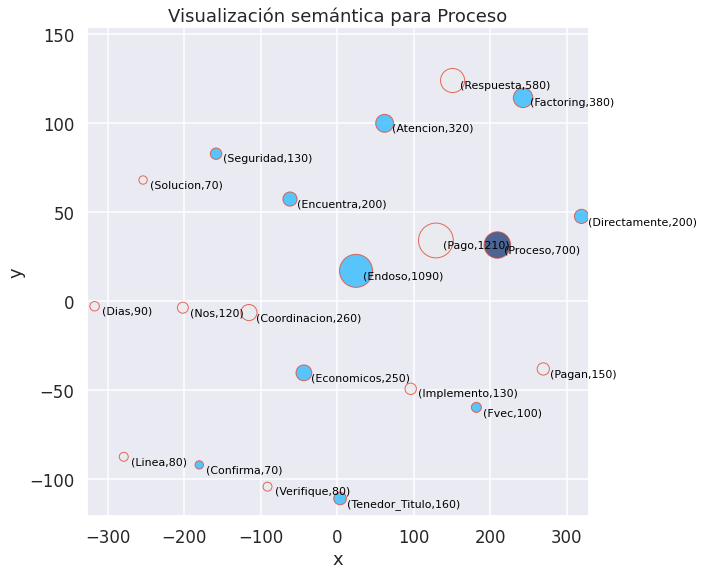 Visualización semántica para Proceso
150
(Respuesta,580)
(Factoring,380)
100
(Atencion,320)
(Seguridad,130)
(Solucion,70)
(Encuentra,200)
50
(Directamente,200)
(Pago,1210)
(Proceso,700)
y
(Endoso,1090)
0
(Dias,90)
(Nos,120)
(Coordinacion,260)
(Economicos,250)
(Pagan,150)
−50
(Implemento,130)
(Fvec,100)
(Linea,80)
(Confirma,70)
−100
(Verifique,80)
(Tenedor_Titulo,160)
−300 −200 −100 0 100 200 300
x